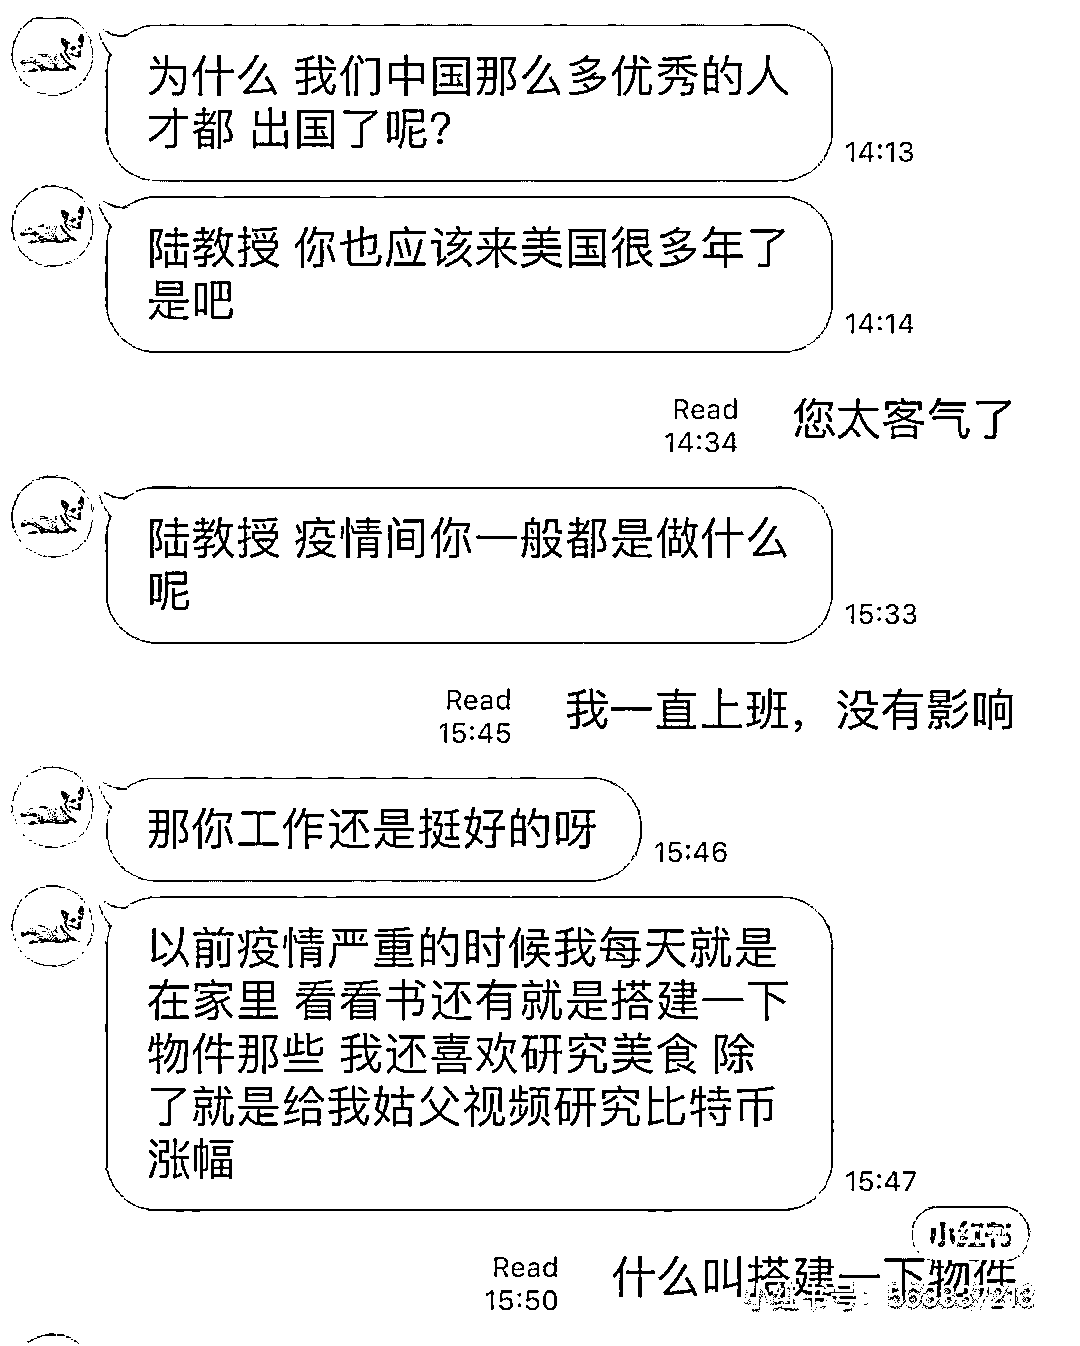 为什么 我们中国那么多优秀的人
才都 出国了呢?
14:13
陆教授 你也应该来美国很多年了
是吧
14:14
Read
14:34
您太客气了
陆教授 疫情间你一般都是做什么
呢
15:33
Read
15:45
我一直上班，没有影响
那你工作还是挺好的呀
15:46
以前疫情严重的时候我每天就是
在家里 看看书还有就是搭建一下
物件那些 我还喜欢研究美食 除
了就是给我姑父视频研究比特币
涨幅
15:47
小红书
Read
15:50
什么叫搭建一下物件
小红书号: